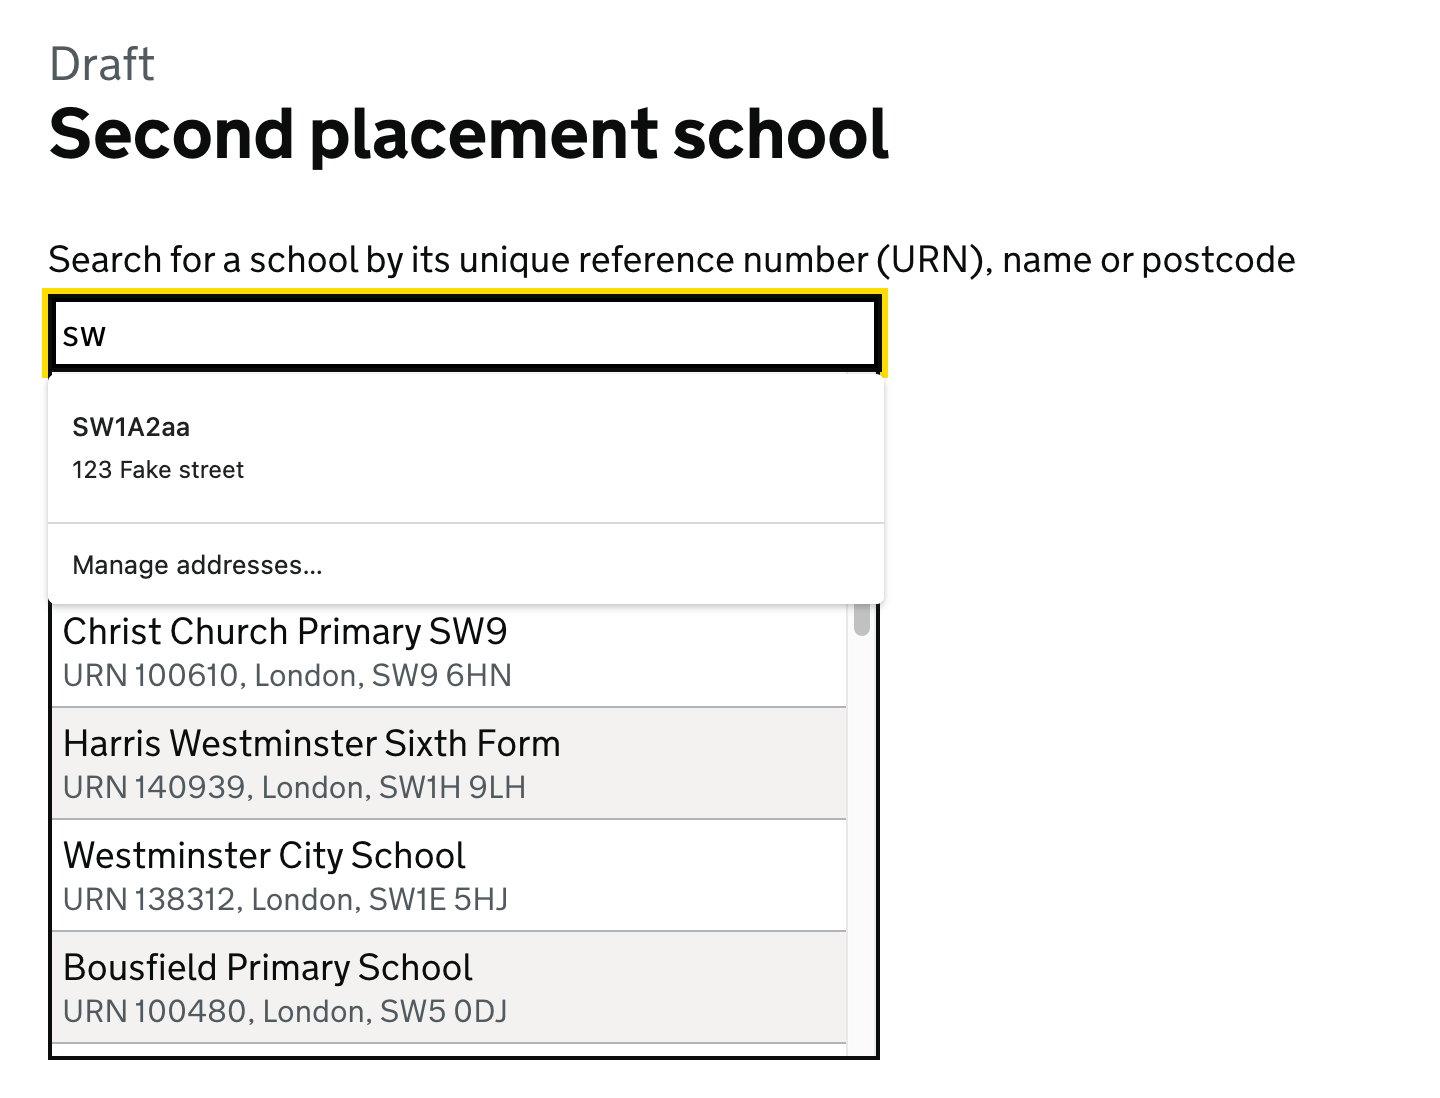 Draft
Second placement school
Search for a school by its unique reference number (URN), name or postcode
sw
SW1A2aa
123 Fake street
Manage addresses...
Christ Church Primary SW9
URN 100610, London, SW9 6HN
Harris Westminster Sixth Form
URN 140939, London, SW1H 9LH
Westminster City School
URN 138312, London, SW1E 5HJ
Bousfield Primary School
URN 100480, London, SW5 0DJ